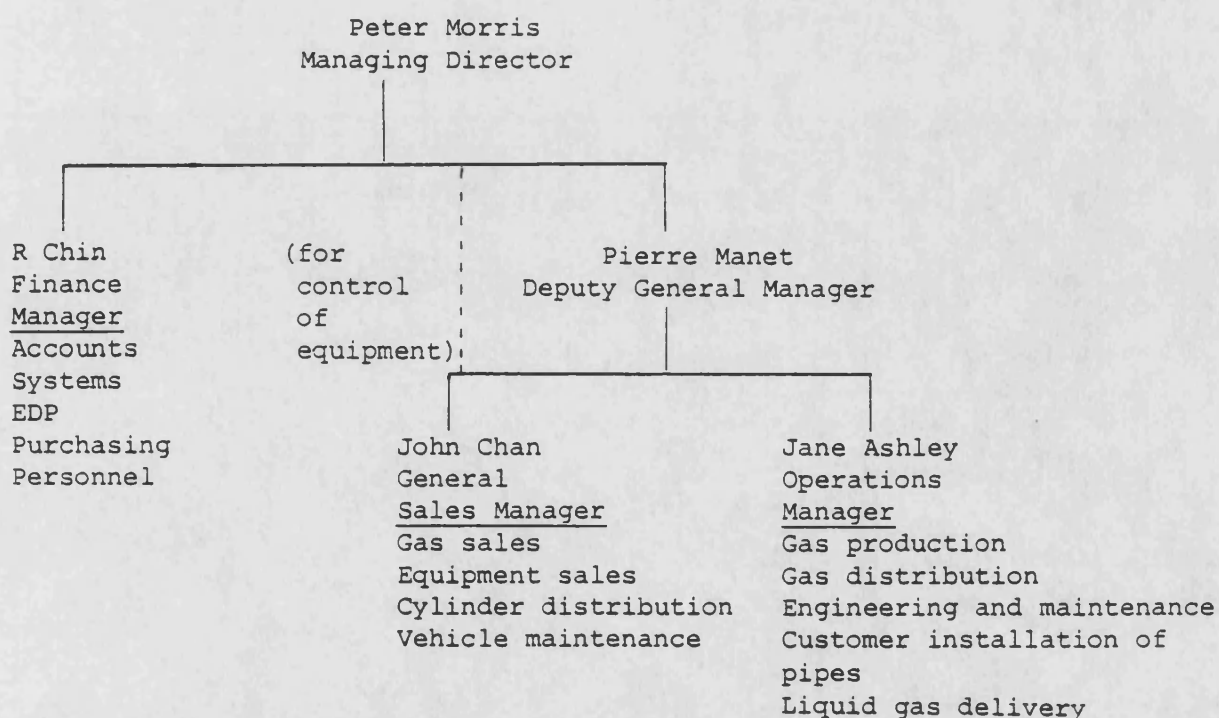 Peter Morris
Managing Director
R Chin
Finance
Manager
Accounts
Systems
EDP
Purchasing
Personnel
(for
control
of
equipment)
Pierre Manet
Deputy General Manager
John Chan
General
Sales Manager
Gas sales
Equipment sales
Cylinder distribution
Vehicle maintenance
Jane Ashley
Operations
Manager
Gas production
Gas distribution
Engineering and maintenance
Customer installation of
pipes
Liquid gas delivery